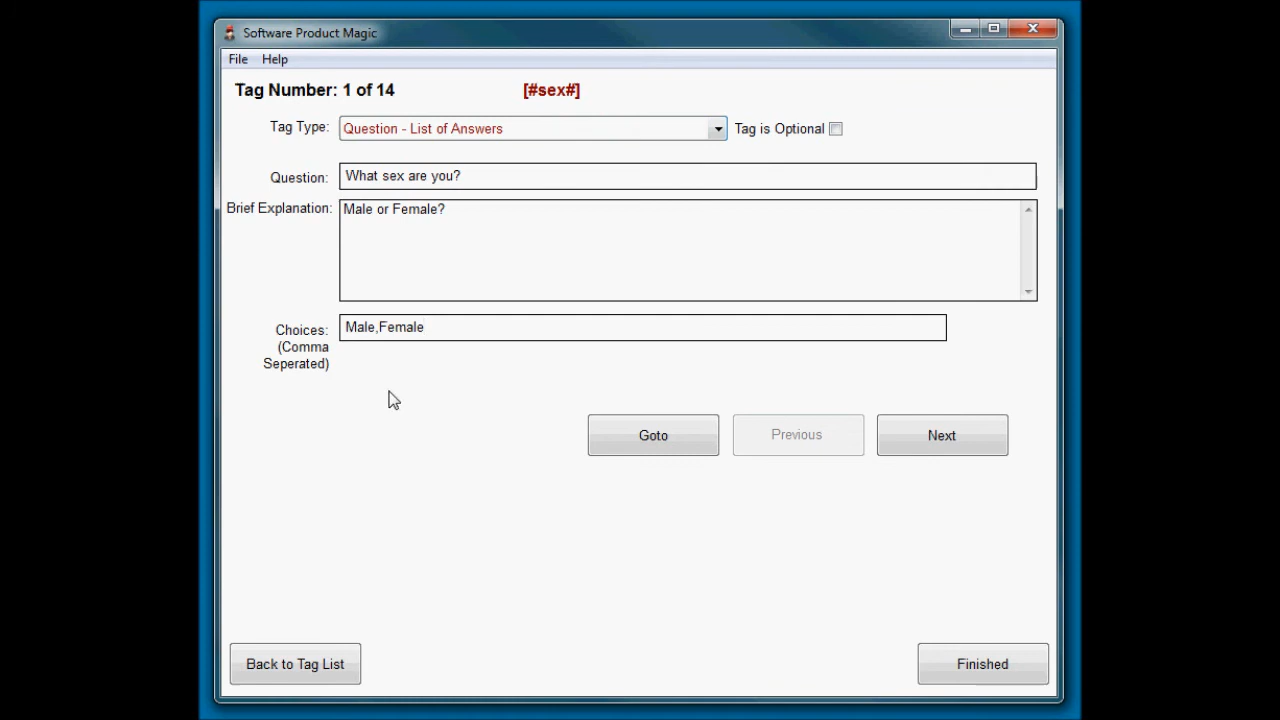 Software Product Magic
File Help
Tag Number: 1 of 14 [#sex#]
Tag Type: Question - List of Answers Tag is Optional
Question: What sex are you?
Brief Explanation: Male or Female?
Choices: Male,Female
(Comma
Seperated)
Goto Previous Next
Back to Tag List Finished